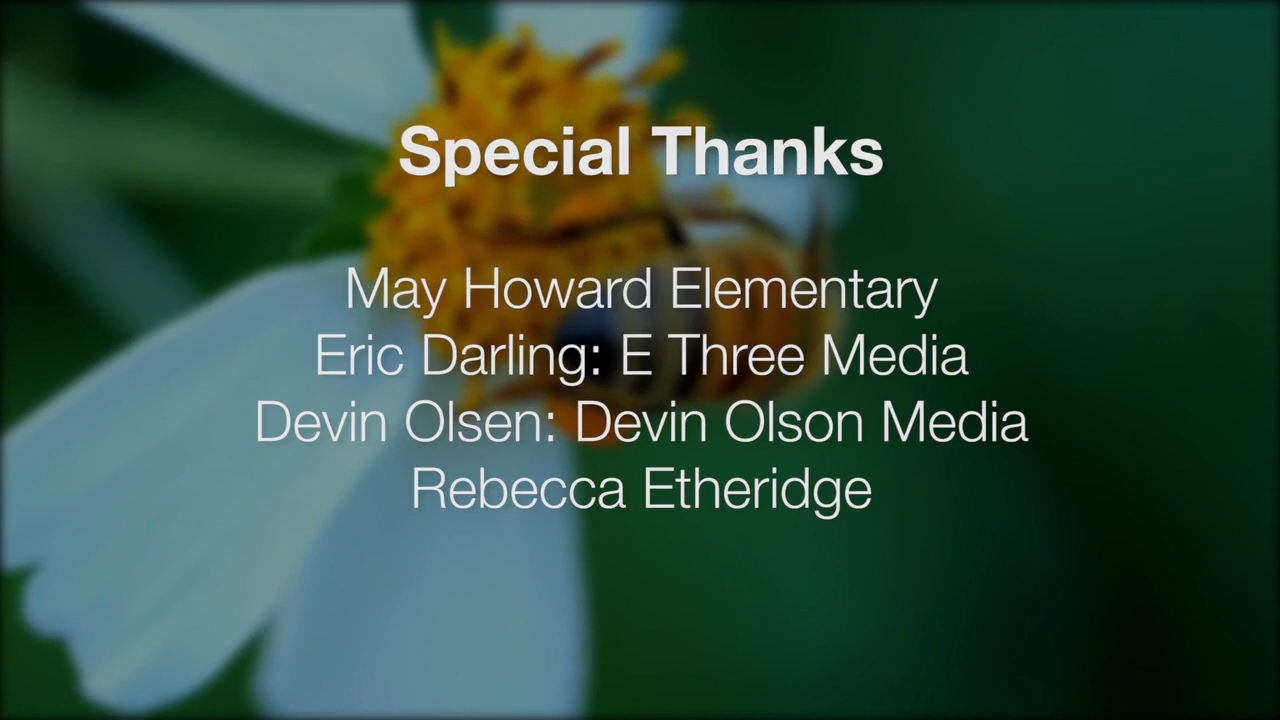 Special Thanks
May Howard Elementary
Eric Darling: E Three Media
Devin Olsen: Devin Olson Media
Rebecca Etheridge